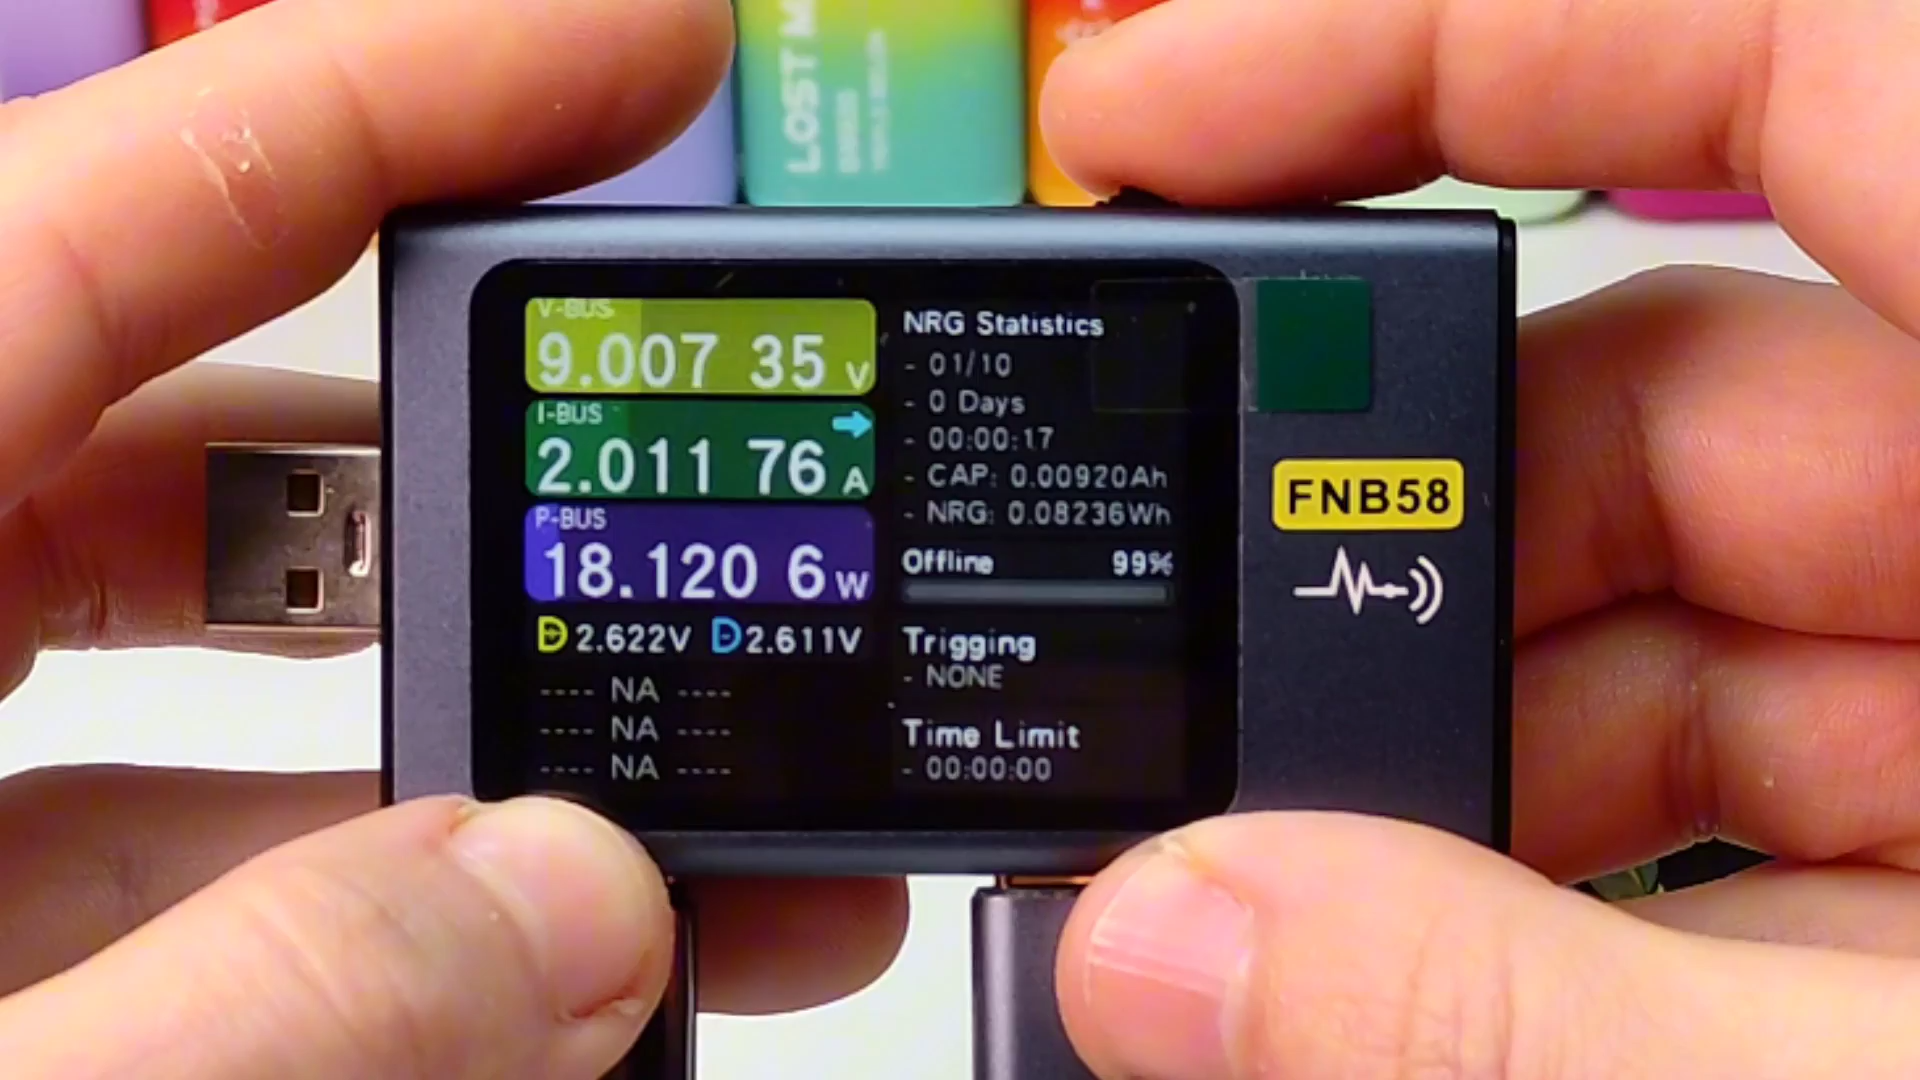 LOST M
V-BUS
9.007 35 V
I-BUS
2.011 76 A
P-BUS
18.120 6 W
D 2.622V D 2.611V
---- NA ----
---- NA ----
---- NA ----
NRG Statistics
- 01/10
- 0 Days
- 00:00:17
- CAP: 0.00920Ah
- NRG: 0.08236Wh
Offline 99%
Trigging
- NONE
Time Limit
- 00:00:00
FNB58